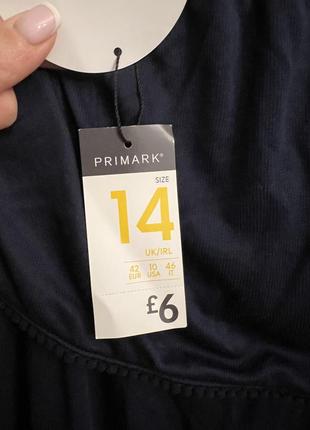 PRIMARK®
SIZE
14
UK/IRL
42 10 46
EUR USA IT
£6